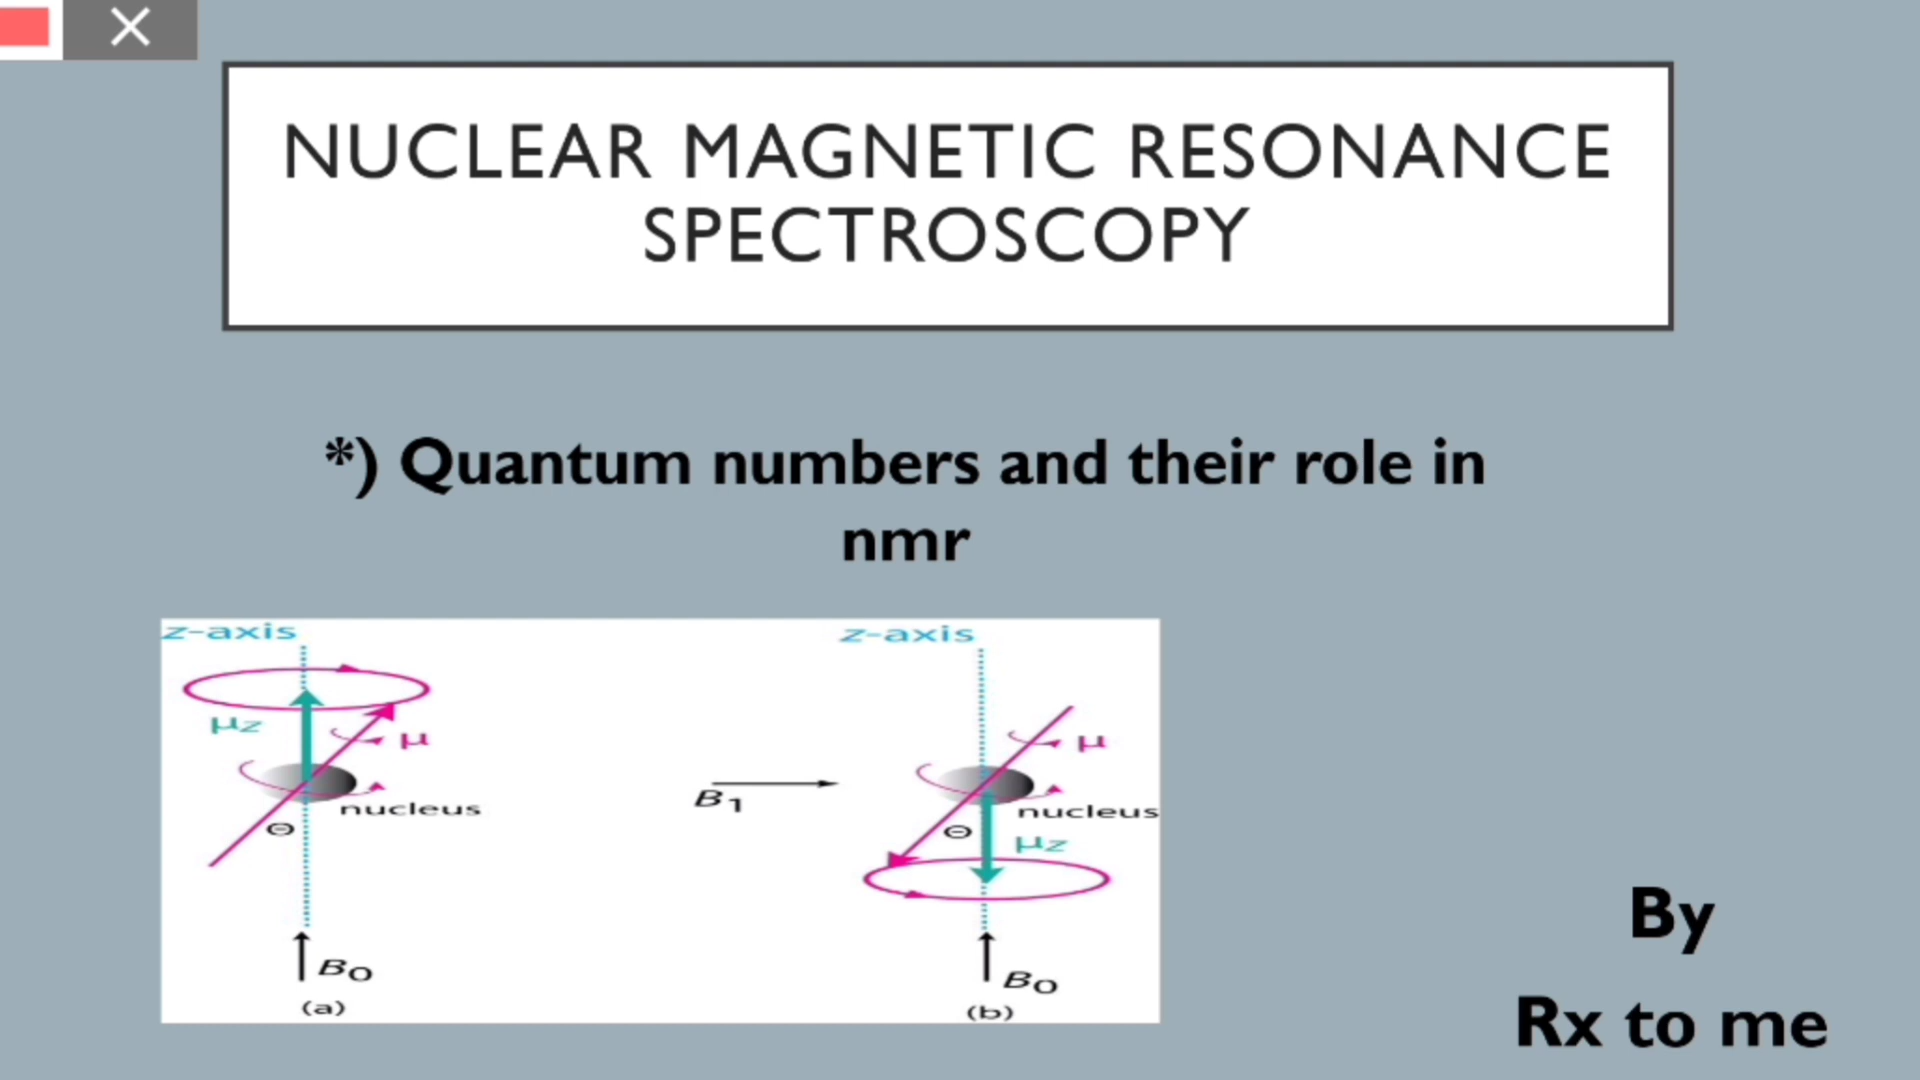 NUCLEAR MAGNETIC RESONANCE
SPECTROSCOPY
*) Quantum numbers and their role in
nmr
z-axis
μz
μ
nucleus
Θ
B0
(a)
B1
z-axis
μ
nucleus
Θ
μz
B0
(b)
By
Rx to me